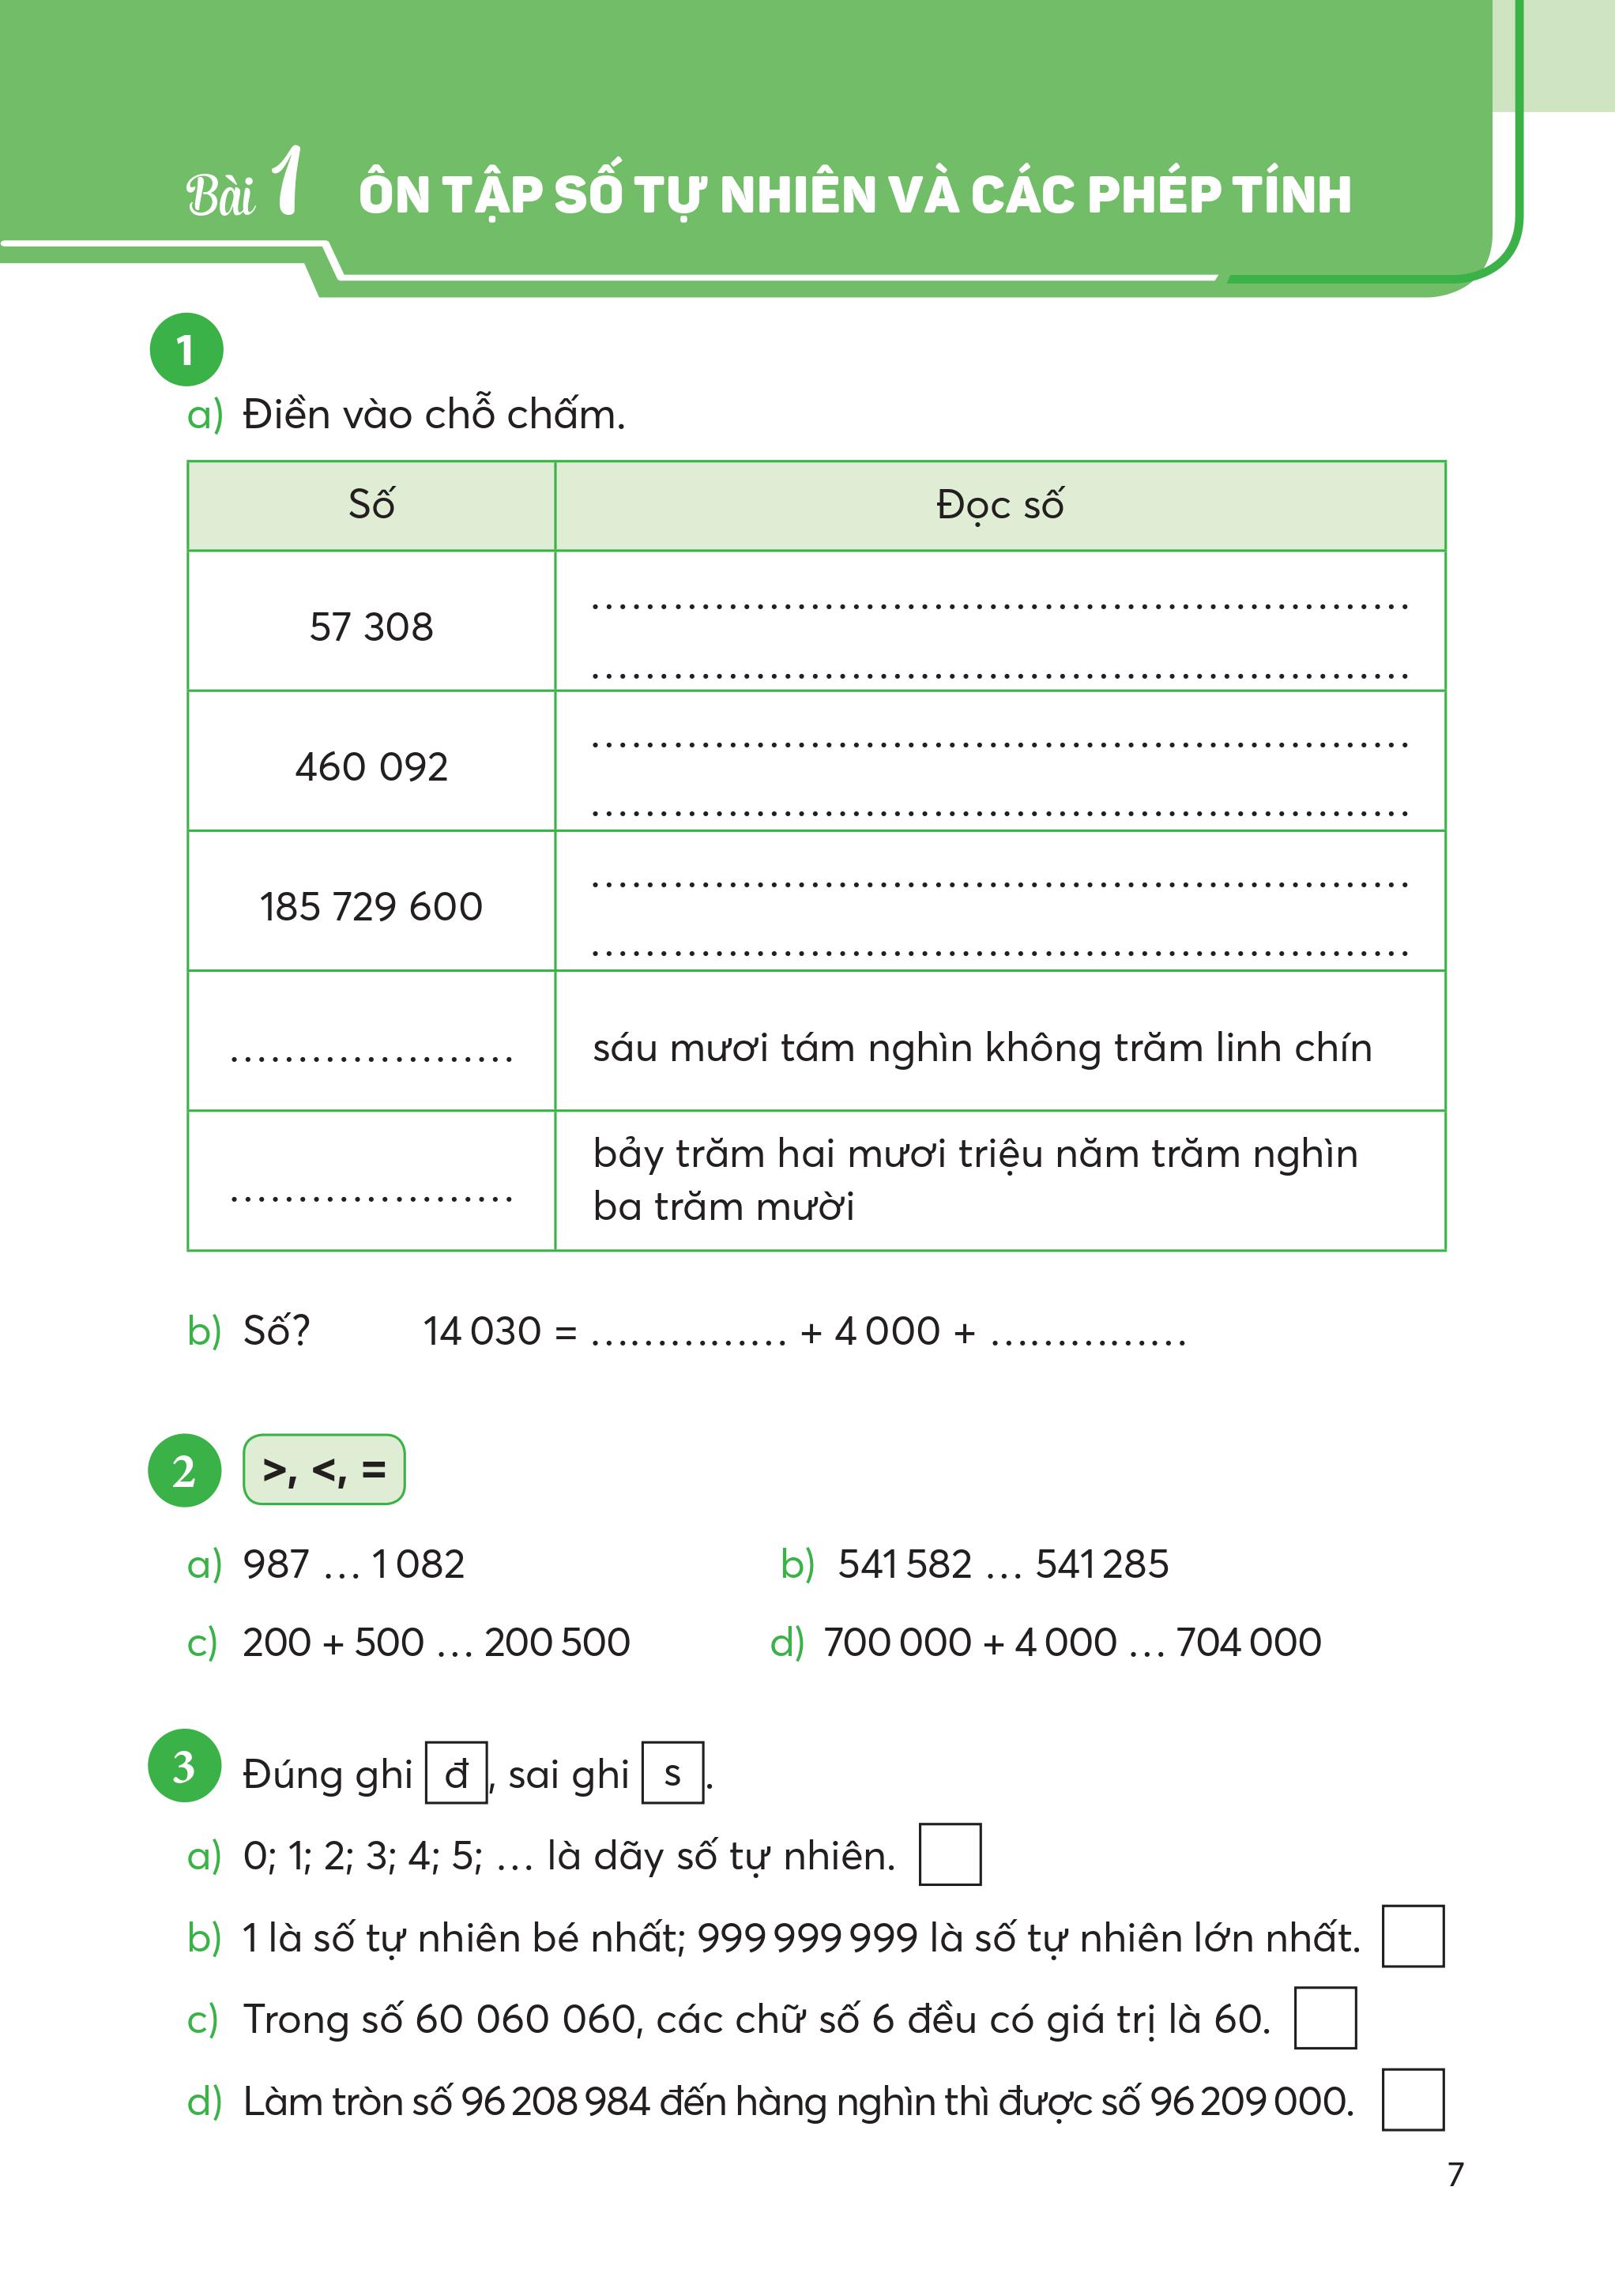 Bài 1 ÔN TẬP SỐ TỰ NHIÊN VÀ CÁC PHÉP TÍNH
1
a) Điền vào chỗ chấm.
Số Đọc số
57 308 ............................................................
............................................................
460 092 ............................................................
............................................................
185 729 600 ............................................................
............................................................
..................... sáu mươi tám nghìn không trăm linh chín
..................... bảy trăm hai mươi triệu năm trăm nghìn
ba trăm mười
b) Số? 14 030 = ............... + 4 000 + ...............
2 >, <, =
a) 987 ... 1 082 b) 541 582 ... 541 285
c) 200 + 500 ... 200 500 d) 700 000 + 4 000 ... 704 000
3 Đúng ghi đ, sai ghi s.
a) 0; 1; 2; 3; 4; 5; ... là dãy số tự nhiên.
b) 1 là số tự nhiên bé nhất; 999 999 999 là số tự nhiên lớn nhất.
c) Trong số 60 060 060, các chữ số 6 đều có giá trị là 60.
d) Làm tròn số 96 208 984 đến hàng nghìn thì được số 96 209 000.
7